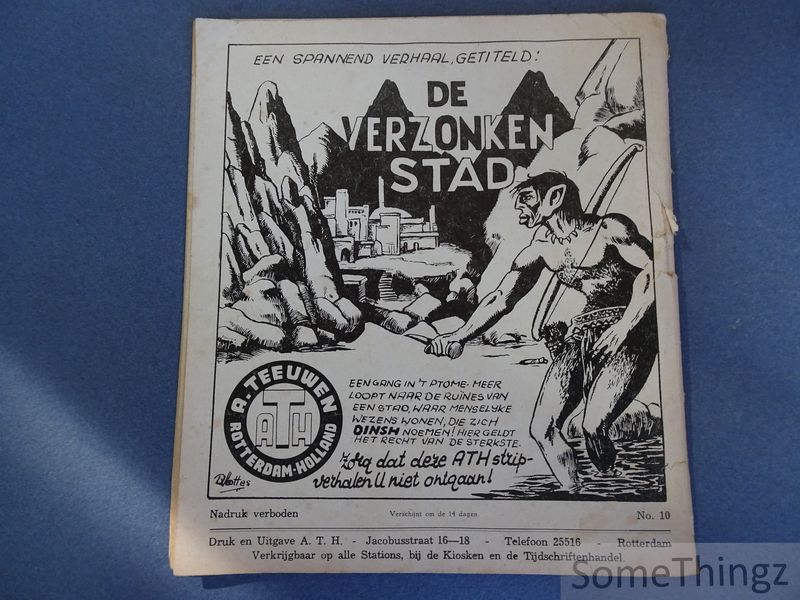 EEN SPANNEND VERHAAL, GETITELD:
DE
VERZONKEN
STAD
A. TEEUWEN
ATH
ROTTERDAM-HOLLAND
EEN GANG IN 'T PTOME-MEER
LOOPT NAAR DE RUÏNES VAN
EEN STAD, WAAR MENSELYKE
WEZENS WONEN, DIE ZICH
DINSH NOEMEN! HIER GELDT
HET RECHT VAN DE STERKSTE.
zorg dat deze ATH strip-
verhalen U niet ontgaan!
Nadruk verboden Verschijnt om de 14 dagen. No. 10
Druk en Uitgave A. T. H. - Jacobusstraat 16—18 - Telefoon 25516 - Rotterdam
Verkrijgbaar op alle Stations, bij de Kiosken en de Tijdschriftenhandel.
SomeThingz